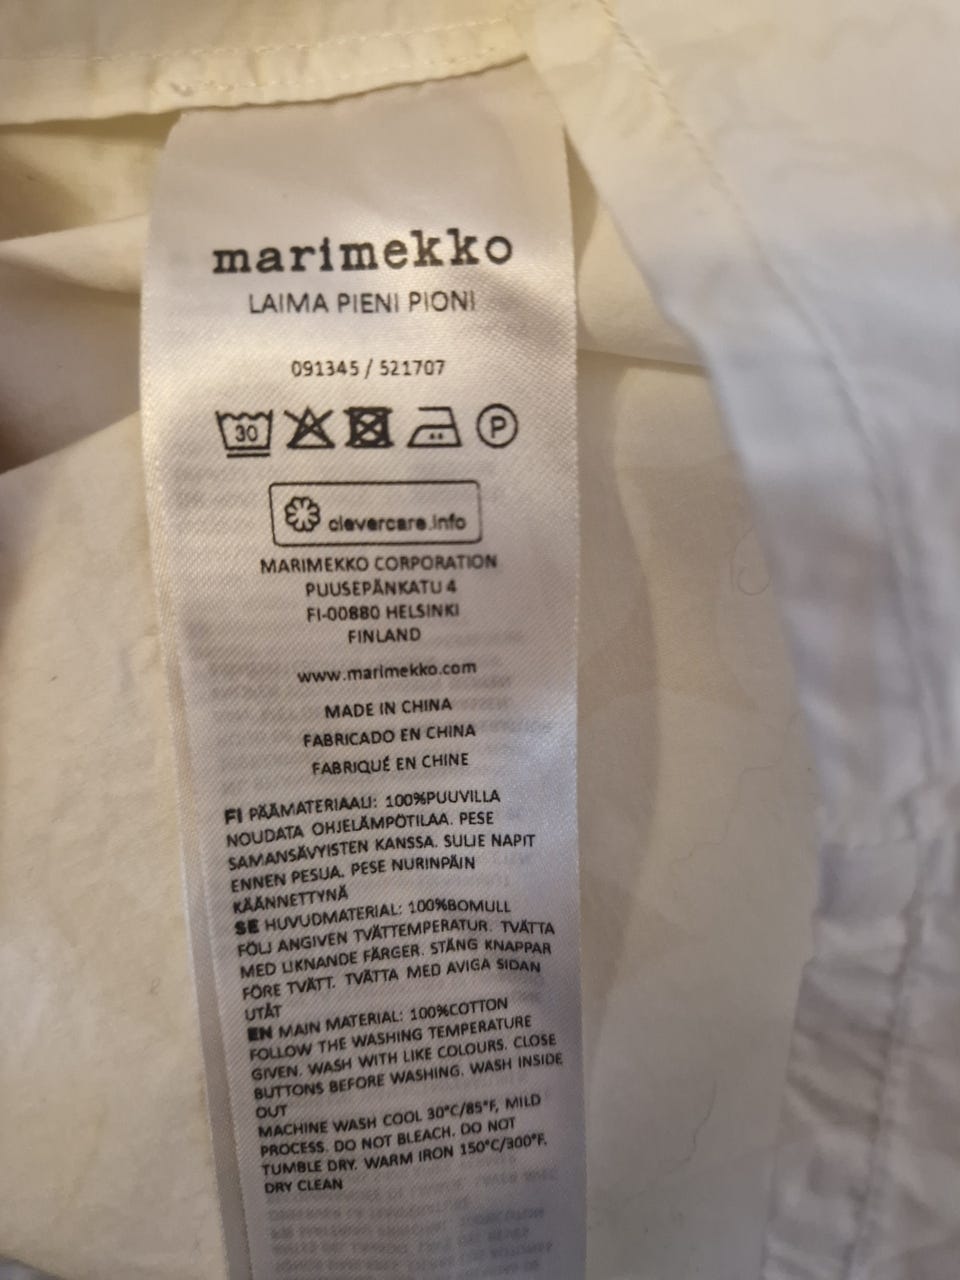 marimekko
LAIMA PIENI PIONI
091345 / 521707
30
P
clevercare.info
MARIMEKKO CORPORATION
PUUSEPÄNKATU 4
FI-00880 HELSINKI
FINLAND
www.marimekko.com
MADE IN CHINA
FABRICADO EN CHINA
FABRIQUÉ EN CHINE
FI PÄÄMATERIAALI: 100%PUUVILLA
NOUDATA OHJELÄMPÖTILAA. PESE
SAMANSÄVYISTEN KANSSA. SULJE NAPIT
ENNEN PESUA. PESE NURINPÄIN
KÄÄNNETTYNÄ
SE HUVUDMATERIAL: 100%BOMULL
FÖLJ ANGIVEN TVÄTTEMPERATUR. TVÄTTA
MED LIKNANDE FÄRGER. STÄNG KNAPPAR
FÖRE TVÄTT. TVÄTTA MED AVIGA SIDAN
UTÅT
EN MAIN MATERIAL: 100%COTTON
FOLLOW THE WASHING TEMPERATURE
GIVEN. WASH WITH LIKE COLOURS. CLOSE
BUTTONS BEFORE WASHING. WASH INSIDE
OUT
MACHINE WASH COOL 30°C/85°F, MILD
PROCESS. DO NOT BLEACH. DO NOT
TUMBLE DRY. WARM IRON 150°C/300°F.
DRY CLEAN